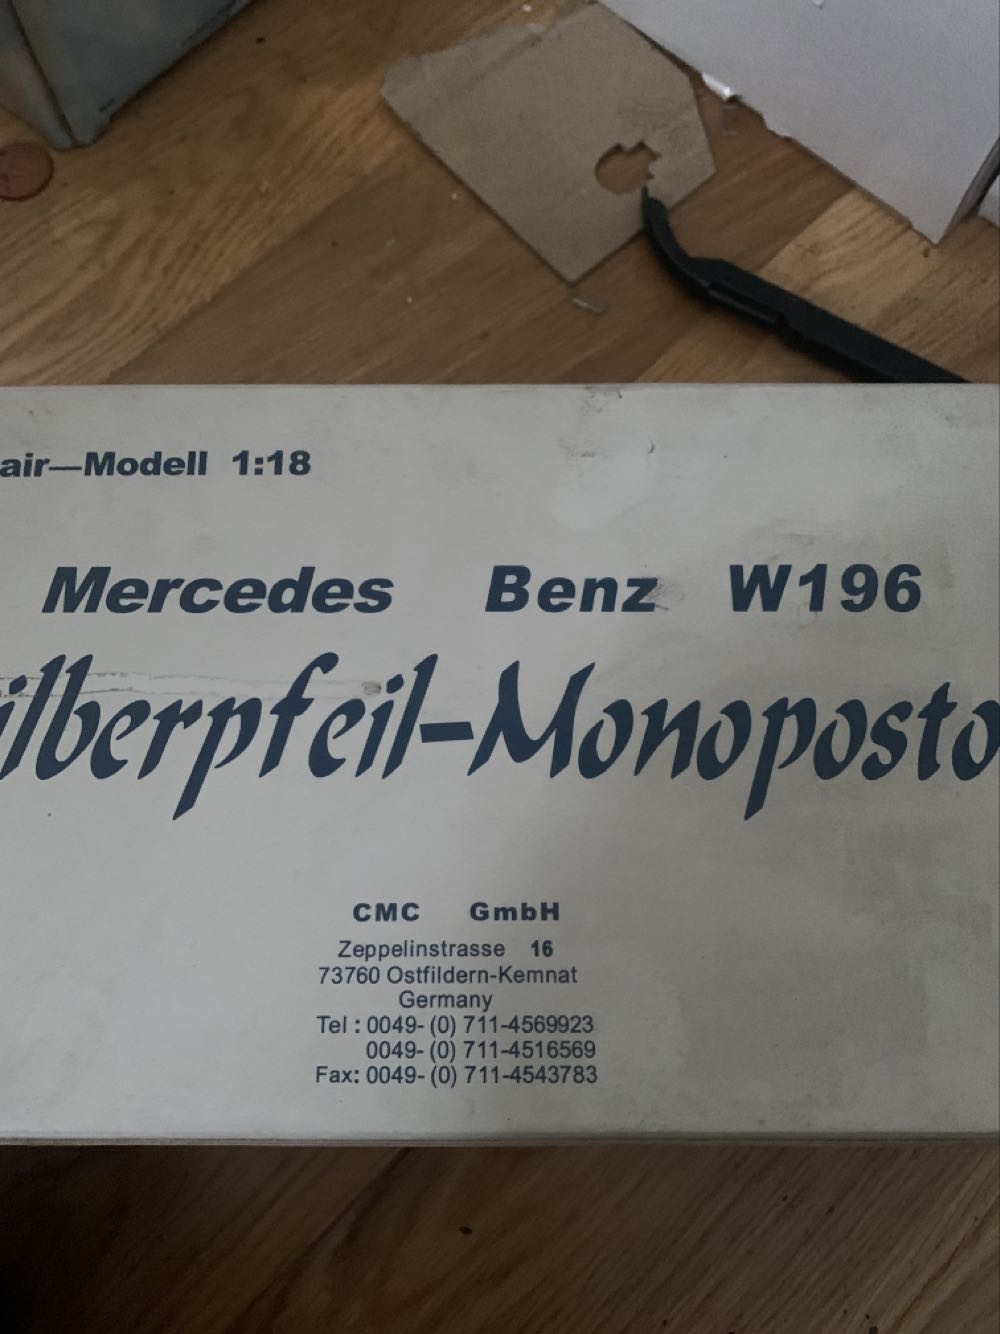 air—Modell 1:18
Mercedes Benz W196
ilberpfeil-Monoposto
CMC GmbH
Zeppelinstrasse 16
73760 Ostfildern-Kemnat
Germany
Tel : 0049- (0) 711-4569923
0049- (0) 711-4516569
Fax: 0049- (0) 711-4543783